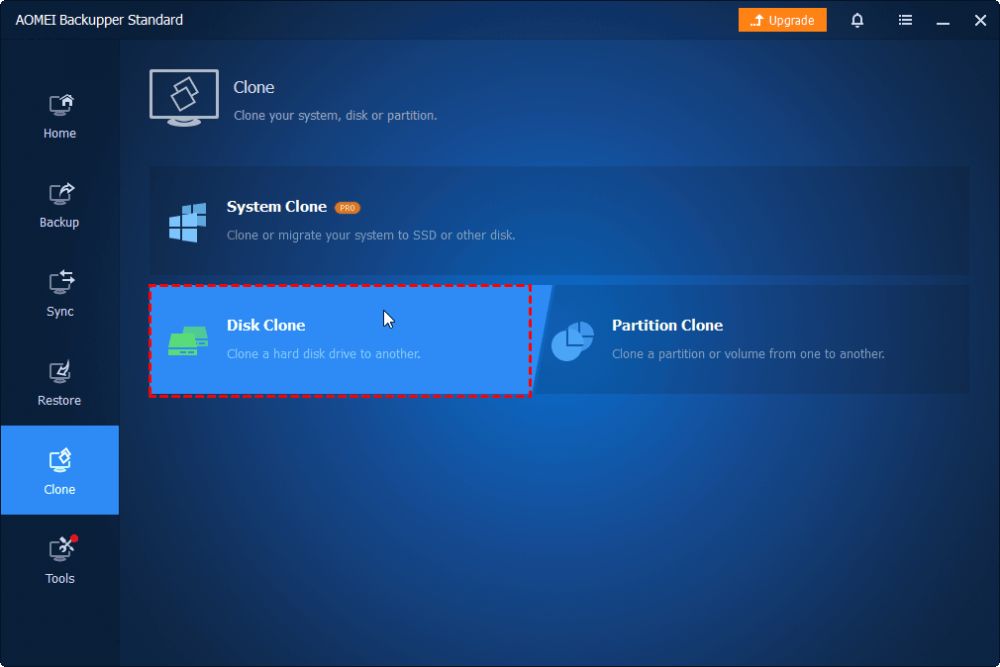 AOMEI Backupper Standard
Upgrade
Home
Backup
Sync
Restore
Clone
Tools
Clone
Clone your system, disk or partition.
System Clone PRO
Clone or migrate your system to SSD or other disk.
Disk Clone
Clone a hard disk drive to another.
Partition Clone
Clone a partition or volume from one to another.